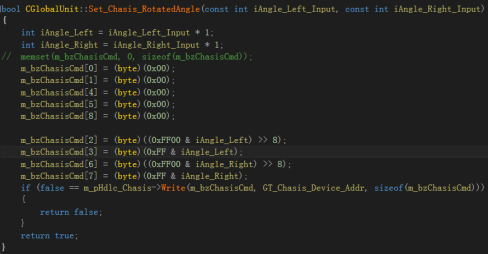 bool CGlobalUnit::Set_Chasis_RotatedAngle(const int iAngle_Left_Input, const int iAngle_Right_Input)
{
    int iAngle_Left = iAngle_Left_Input * 1;
    int iAngle_Right = iAngle_Right_Input * 1;
//  memset(m_bzChasisCmd, 0, sizeof(m_bzChasisCmd));
    m_bzChasisCmd[0] = (byte)(0x00);
    m_bzChasisCmd[1] = (byte)(0x00);
    m_bzChasisCmd[4] = (byte)(0x00);
    m_bzChasisCmd[5] = (byte)(0x00);
    m_bzChasisCmd[8] = (byte)(0x00);

    m_bzChasisCmd[2] = (byte)((0xFF00 & iAngle_Left) >> 8);
    m_bzChasisCmd[3] = (byte)(0xFF & iAngle_Left);
    m_bzChasisCmd[6] = (byte)((0xFF00 & iAngle_Right) >> 8);
    m_bzChasisCmd[7] = (byte)(0xFF & iAngle_Right);
    if (false == m_pHdlc_Chasis->Write(m_bzChasisCmd, GT_Chasis_Device_Addr, sizeof(m_bzChasisCmd)))
    {
        return false;
    }
    return true;
}